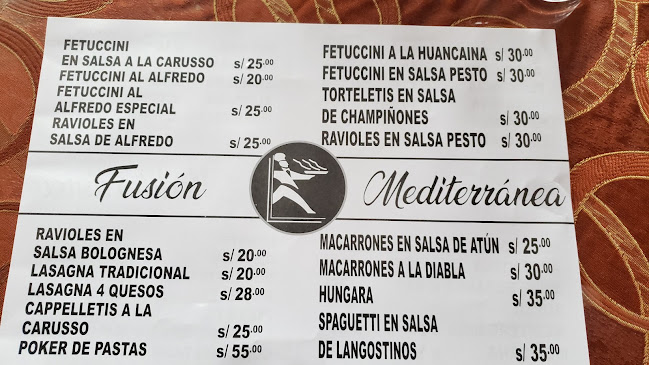 FETUCCINI
EN SALSA A LA CARUSSO s/ 25.00
FETUCCINI AL ALFREDO s/ 20.00
FETUCCINI AL
ALFREDO ESPECIAL s/ 25.00
RAVIOLES EN
SALSA DE ALFREDO s/ 25.00
FETUCCINI A LA HUANCAINA s/ 30.00
FETUCCINI EN SALSA PESTO s/ 30.00
TORTELETIS EN SALSA
DE CHAMPIÑONES s/ 30.00
RAVIOLES EN SALSA PESTO s/ 30.00
Fusión Mediterránea
RAVIOLES EN
SALSA BOLOGNESA s/ 20.00
LASAGNA TRADICIONAL s/ 20.00
LASAGNA 4 QUESOS s/ 28.00
CAPPELLETIS A LA
CARUSSO s/ 25.00
POKER DE PASTAS s/ 55.00
MACARRONES EN SALSA DE ATÚN s/ 25.00
MACARRONES A LA DIABLA s/ 30.00
HUNGARA s/ 35.00
SPAGUETTI EN SALSA
DE LANGOSTINOS s/ 35.00